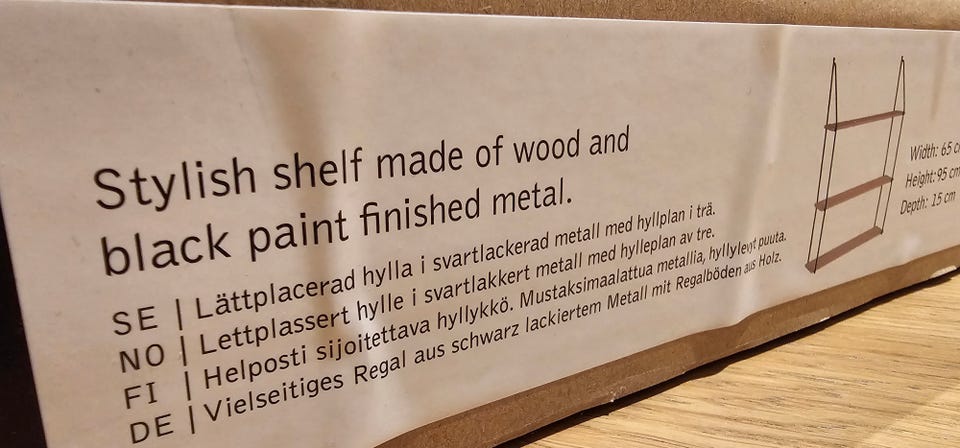 Stylish shelf made of wood and
black paint finished metal.
SE | Lättplacerad hylla i svartlackerad metall med hyllplan i trä.
NO | Lettplassert hylle i svartlakkert metall med hylleplan av tre.
FI | Helposti sijoitettava hyllykkö. Mustaksimaalattua metallia, hyllylevyt puuta.
DE | Vielseitiges Regal aus schwarz lackiertem Metall mit Regalböden aus Holz.
Width: 65 c
Height: 95 cm
Depth: 15 cm